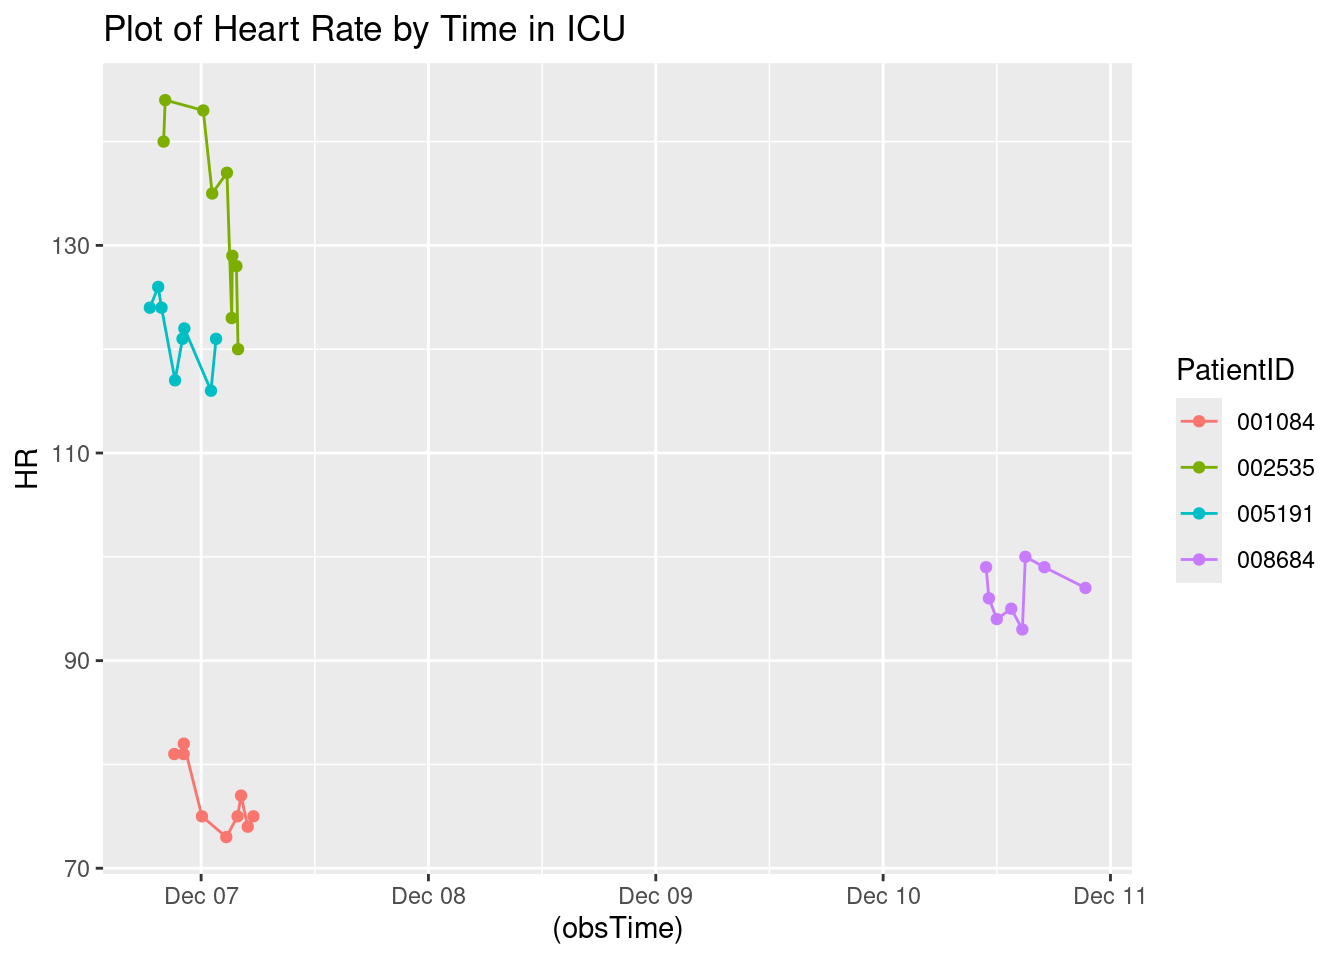 Plot of Heart Rate by Time in ICU
130
110
90
70
HR
Dec 07 Dec 08 Dec 09 Dec 10 Dec 11
(obsTime)
PatientID
001084
002535
005191
008684